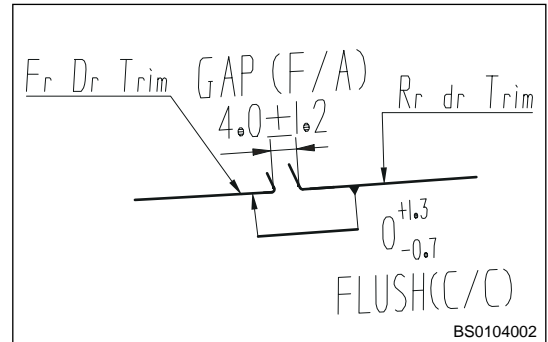 Fr Dr Trim
GAP (F/A)
4.0±1.2
Rr dr Trim
0 +1.3 -0.7
FLUSH(C/C)
BS0104002